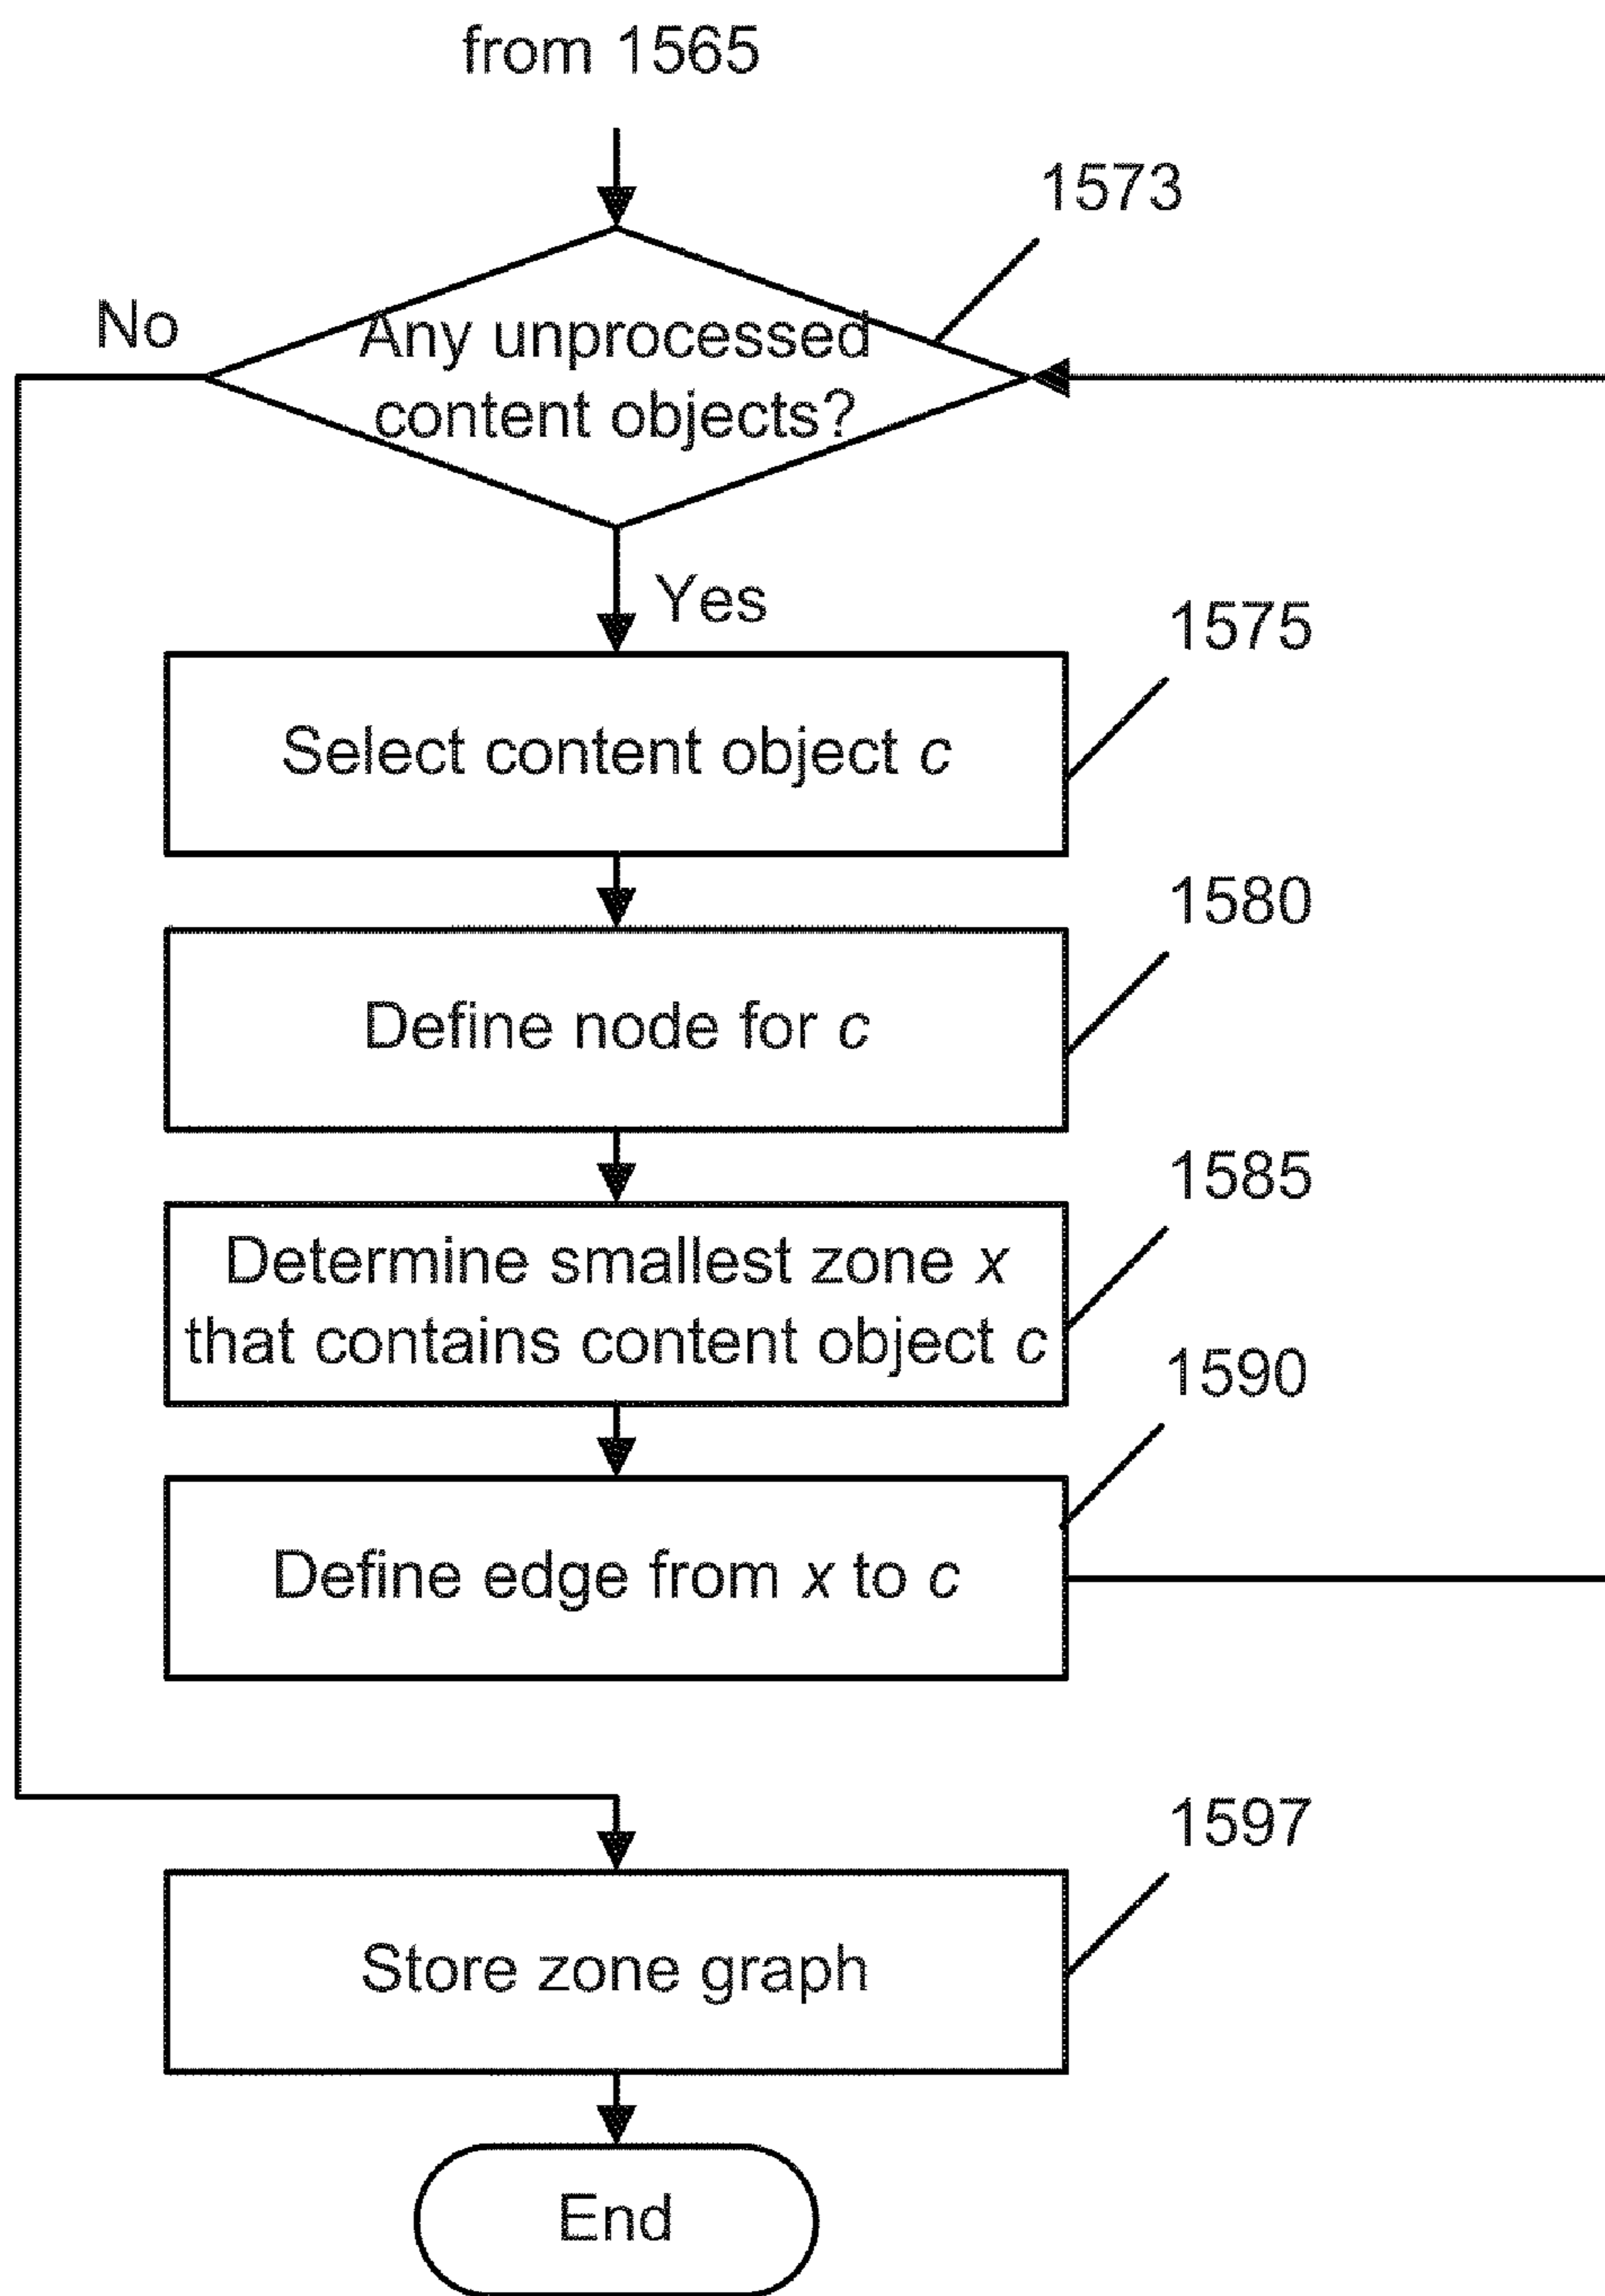 from 1565
1573
No
Any unprocessed
content objects?
Yes
1575
Select content object c
1580
Define node for c
1585
Determine smallest zone x
that contains content object c
1590
Define edge from x to c
1597
Store zone graph
End